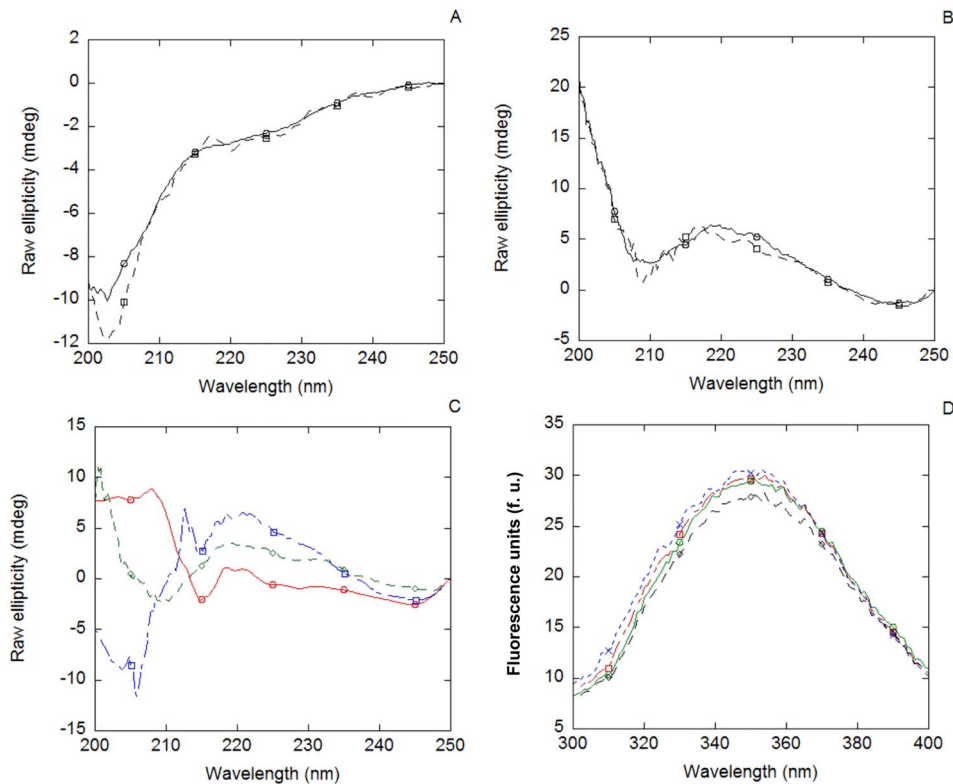 A
2
0
-2
-4
-6
-8
-10
-12
200 210 220 230 240 250
Raw ellipticity (mdeg)
Wavelength (nm)
B
25
20
15
10
5
0
-5
200 210 220 230 240 250
Raw ellipticity (mdeg)
Wavelength (nm)
C
15
10
5
0
-5
-10
-15
200 210 220 230 240 250
Raw ellipticity (mdeg)
Wavelength (nm)
D
35
30
25
20
15
10
5
300 320 340 360 380 400
Fluorescence units (f. u.)
Wavelength (nm)